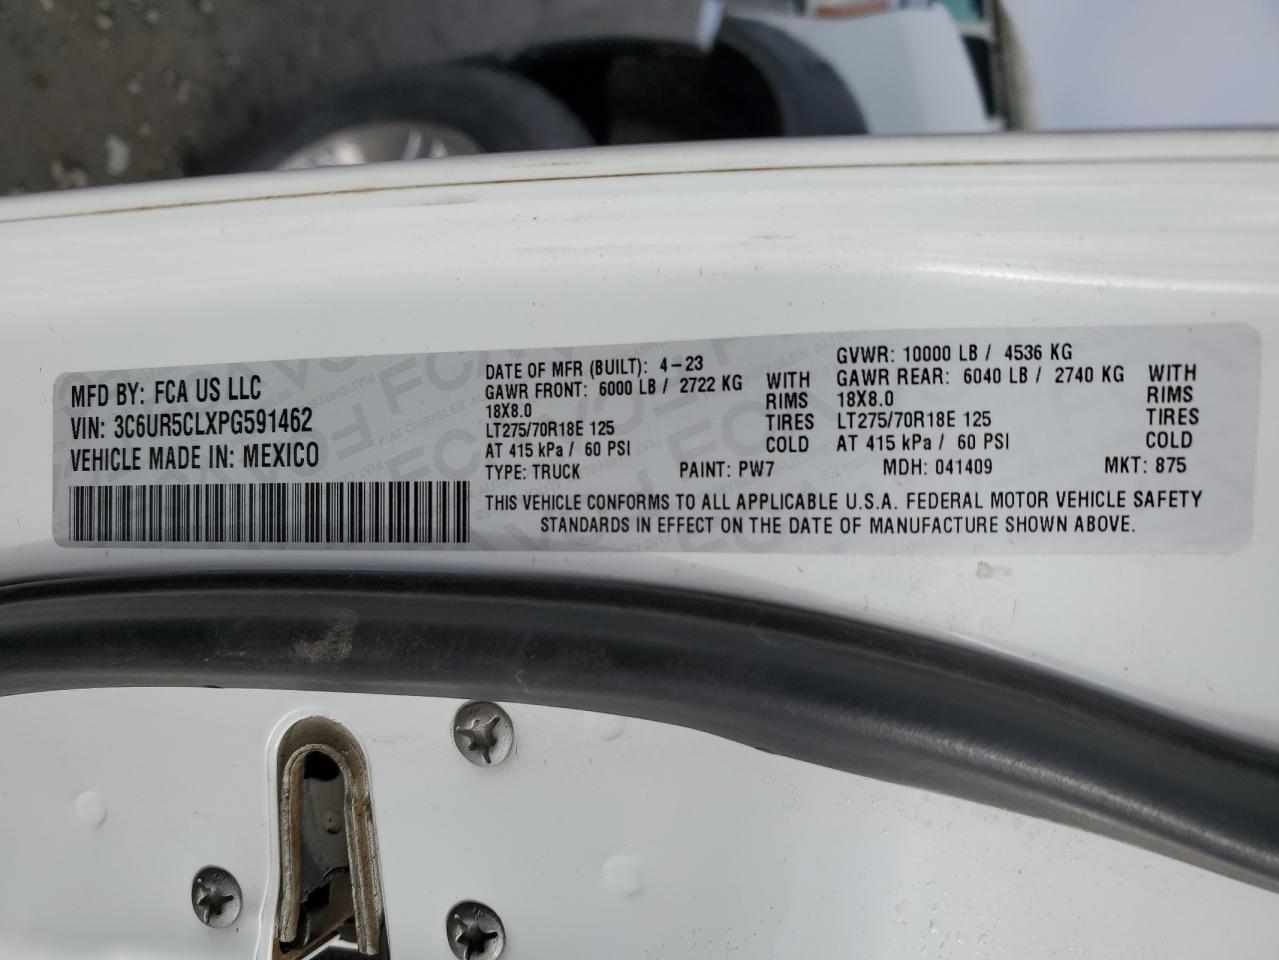 MFD BY: FCA US LLC
VIN: 3C6UR5CLXPG591462
VEHICLE MADE IN: MEXICO
DATE OF MFR (BUILT): 4-23
GAWR FRONT: 6000 LB / 2722 KG WITH
18X8.0 RIMS
LT275/70R18E 125 TIRES
AT 415 kPa / 60 PSI COLD
GVWR: 10000 LB / 4536 KG
GAWR REAR: 6040 LB / 2740 KG WITH
18X8.0 RIMS
LT275/70R18E 125 TIRES
AT 415 kPa / 60 PSI COLD
TYPE: TRUCK PAINT: PW7 MDH: 041409 MKT: 875
THIS VEHICLE CONFORMS TO ALL APPLICABLE U.S.A. FEDERAL MOTOR VEHICLE SAFETY
STANDARDS IN EFFECT ON THE DATE OF MANUFACTURE SHOWN ABOVE.